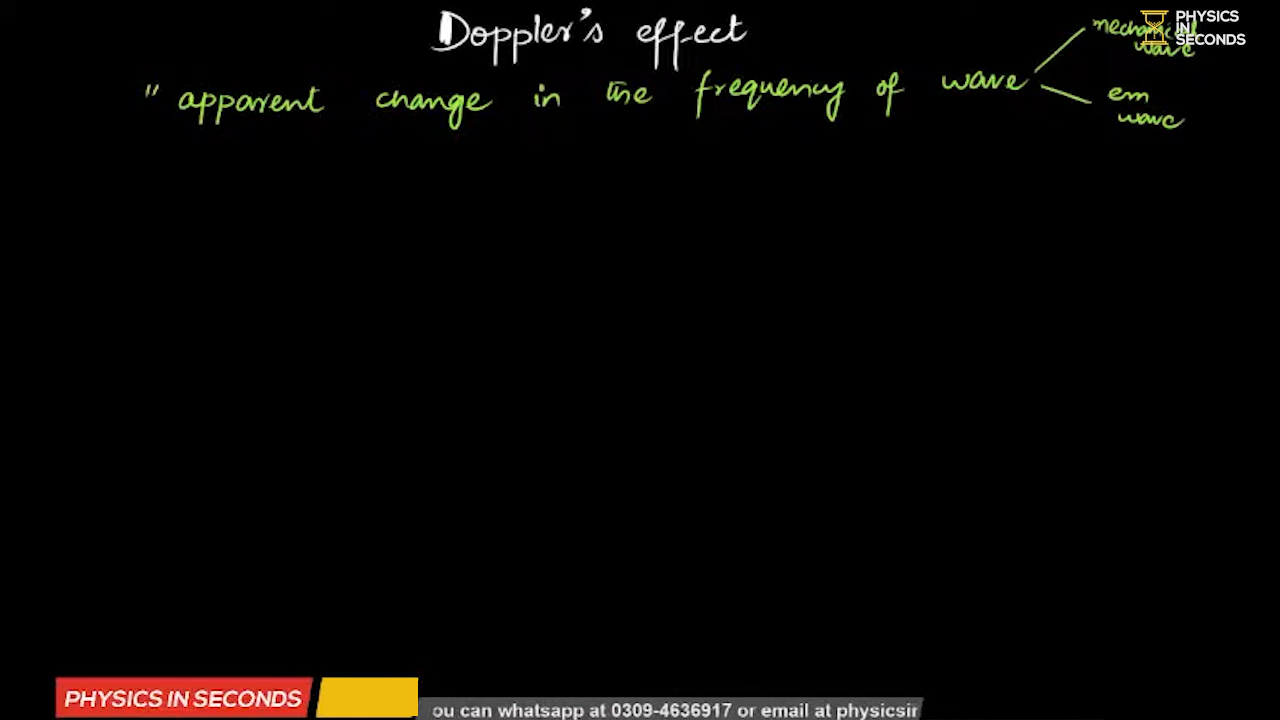 Doppler's effect
" apparent change in the frequency of wave
mechanical
wave
em
wave
PHYSICS
IN
SECONDS
PHYSICS IN SECONDS
ou can whatsapp at 0309-4636917 or email at physicsir